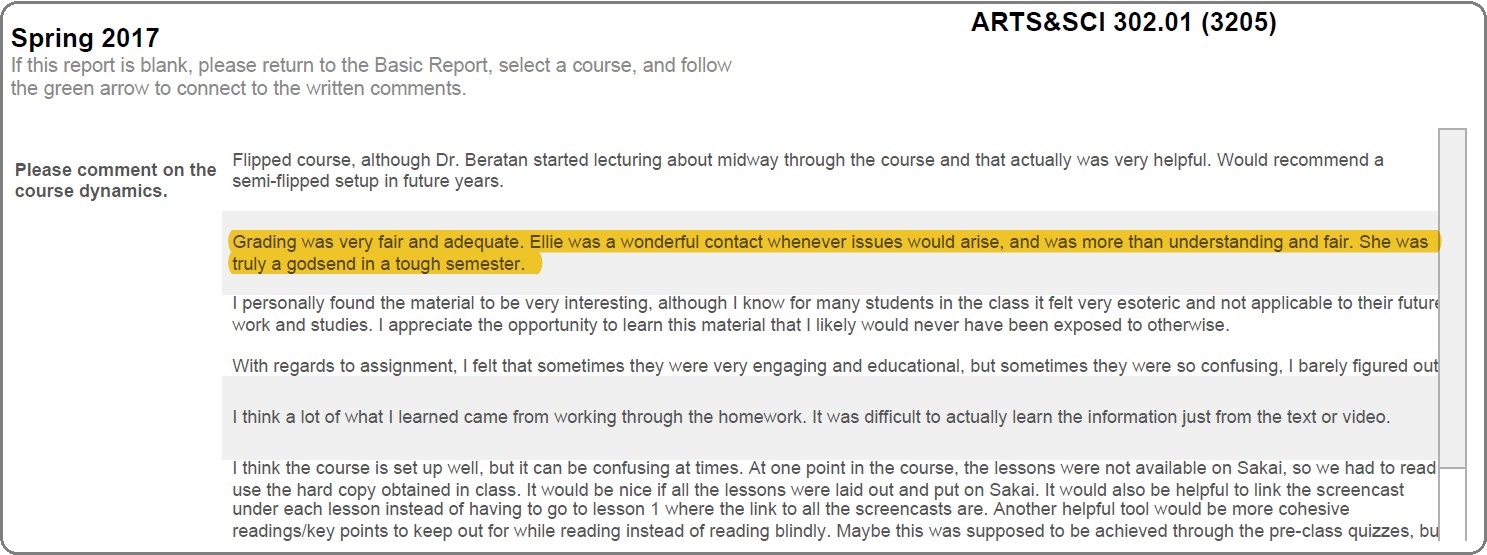 ARTS&SCI 302.01 (3205)
Spring 2017
If this report is blank, please return to the Basic Report, select a course, and follow
the green arrow to connect to the written comments.
Please comment on the
course dynamics.
Flipped course, although Dr. Beratan started lecturing about midway through the course and that actually was very helpful. Would recommend a
semi-flipped setup in future years.
Grading was very fair and adequate. Ellie was a wonderful contact whenever issues would arise, and was more than understanding and fair. She was
truly a godsend in a tough semester.
I personally found the material to be very interesting, although I know for many students in the class it felt very esoteric and not applicable to their future
work and studies. I appreciate the opportunity to learn this material that I likely would never have been exposed to otherwise.
With regards to assignment, I felt that sometimes they were very engaging and educational, but sometimes they were so confusing, I barely figured out
I think a lot of what I learned came from working through the homework. It was difficult to actually learn the information just from the text or video.
I think the course is set up well, but it can be confusing at times. At one point in the course, the lessons were not available on Sakai, so we had to read
use the hard copy obtained in class. It would be nice if all the lessons were laid out and put on Sakai. It would also be helpful to link the screencast
under each lesson instead of having to go to lesson 1 where the link to all the screencasts are. Another helpful tool would be more cohesive
readings/key points to keep out for while reading instead of reading blindly. Maybe this was supposed to be achieved through the pre-class quizzes, bu